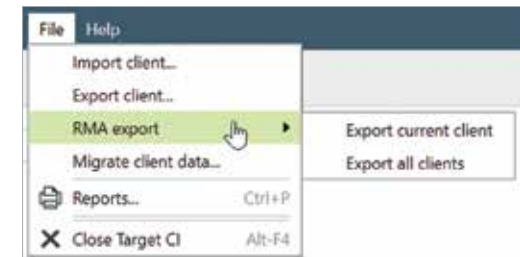 File Help
Import client...
Export client...
RMA export
Export current client
Migrate client data...
Export all clients
Reports... Ctrl+P
Close Target CI Alt-F4